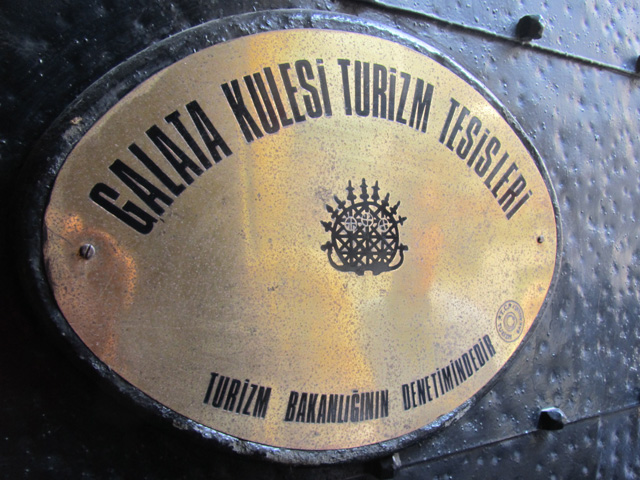 GALATA KULESİ TURİZM TESİSLERİ
TURİZM BAKANLIĞININ DENETİMİNDEDİR